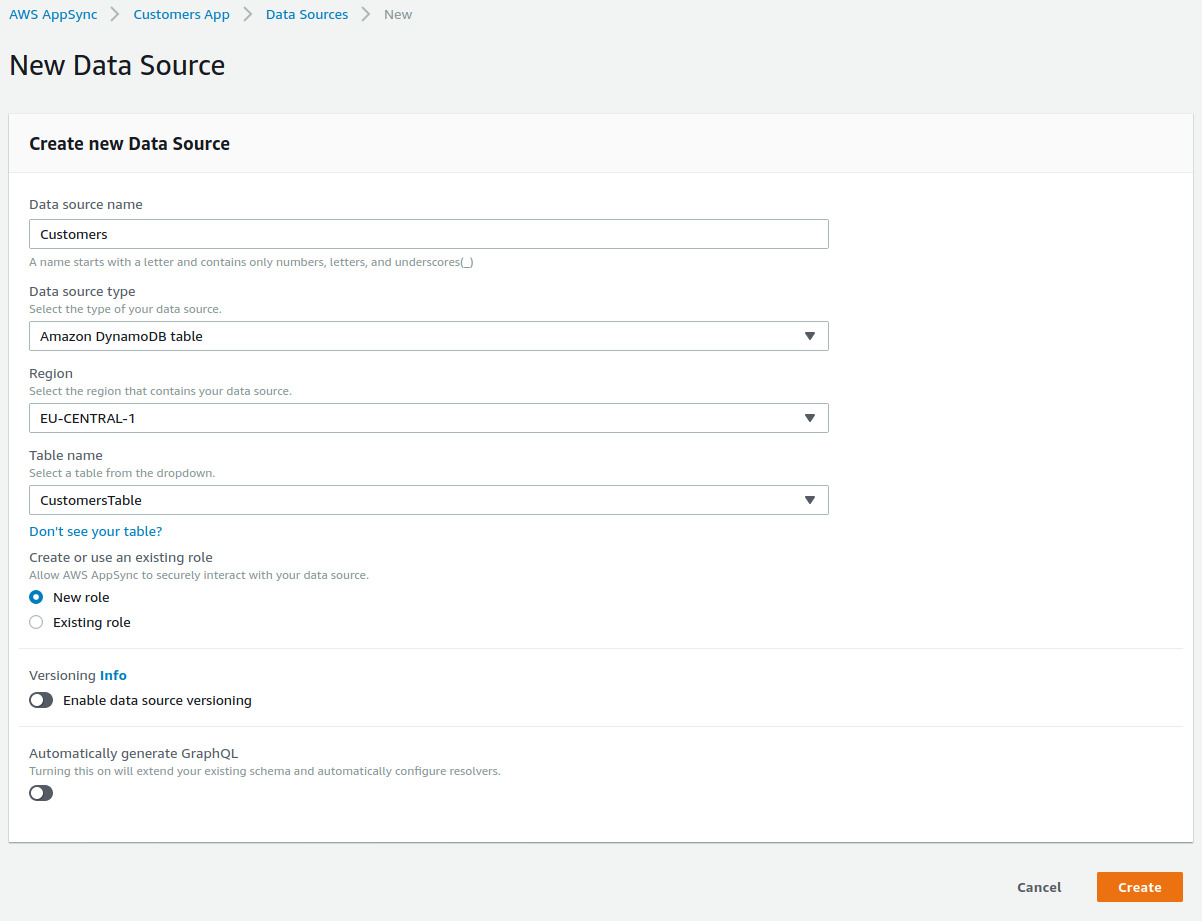 AWS AppSync > Customers App > Data Sources > New
New Data Source
Create new Data Source
Data source name
Customers
A name starts with a letter and contains only numbers, letters, and underscores(_)
Data source type
Select the type of your data source.
Amazon DynamoDB table
Region
Select the region that contains your data source.
EU-CENTRAL-1
Table name
Select a table from the dropdown.
CustomersTable
Don't see your table?
Create or use an existing role
Allow AWS AppSync to securely interact with your data source.
New role
Existing role
Versioning Info
Enable data source versioning
Automatically generate GraphQL
Turning this on will extend your existing schema and automatically configure resolvers.
Cancel Create